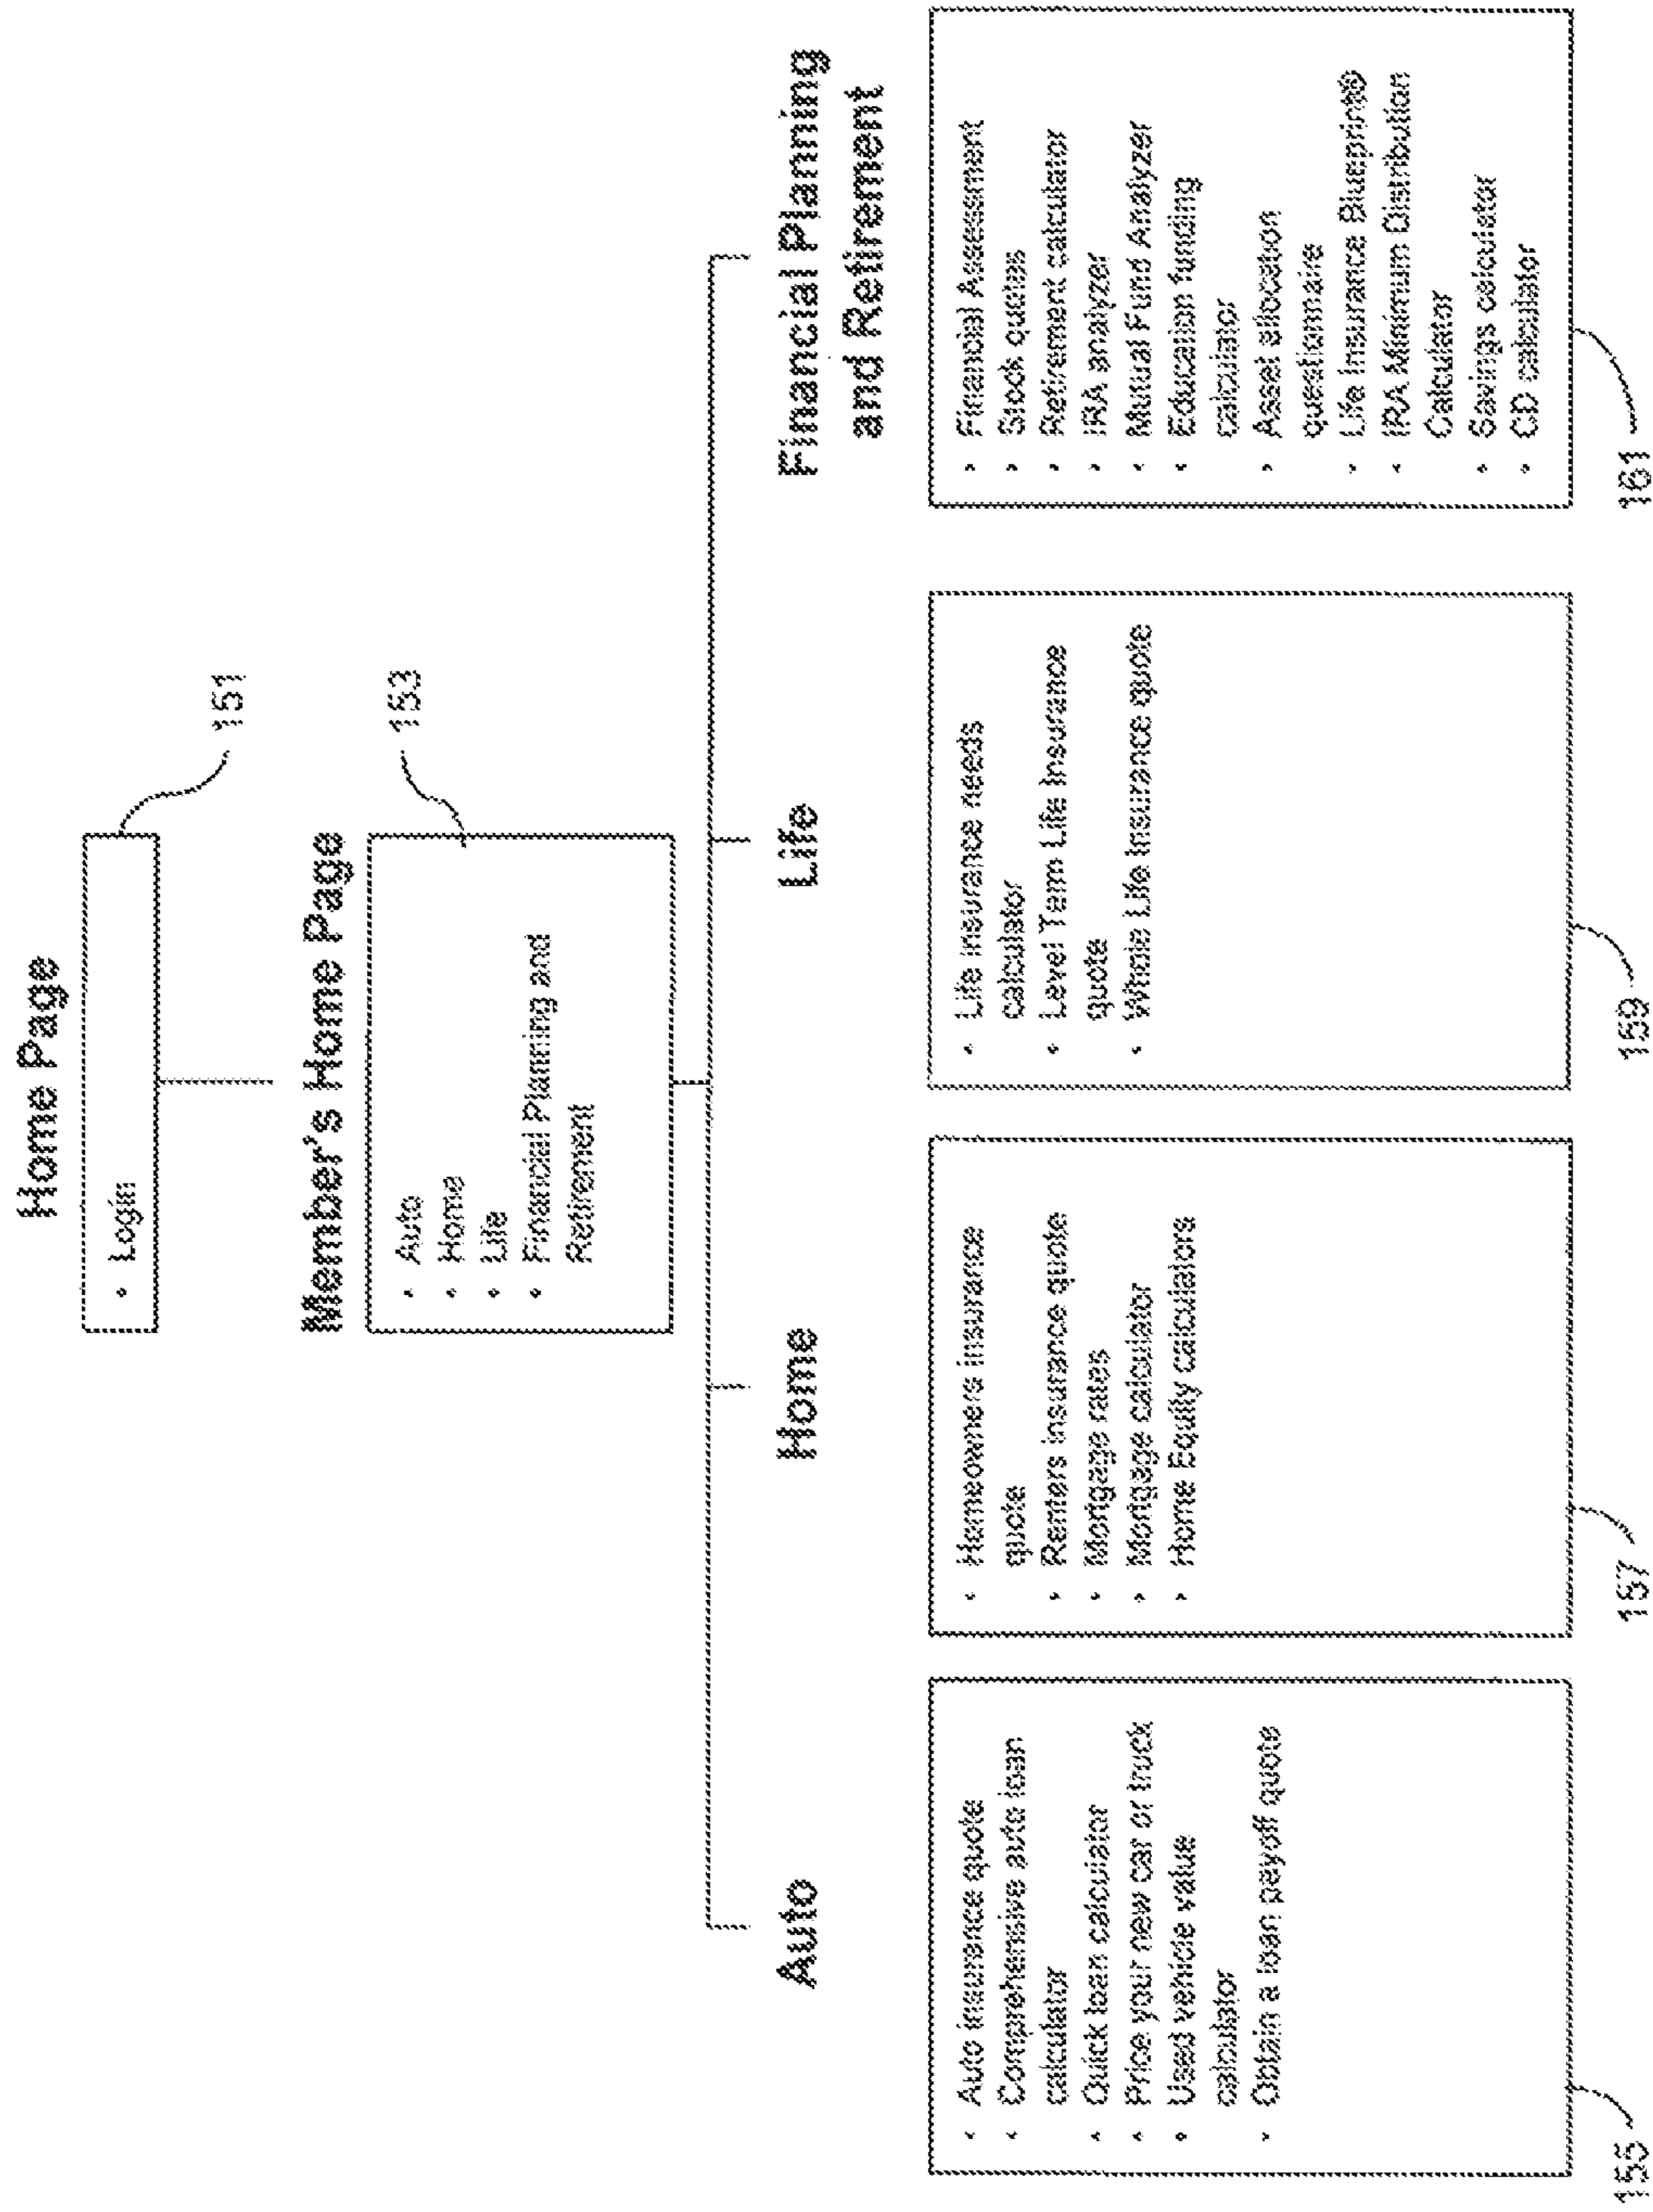 Home Page
• Login
151
Member's Home Page
• Auto
• Home
• Life
• Financial Planning and
Retirement
153
Auto
• Auto insurance quote
• Comprehensive auto loan
calculator
• Quick loan calculator
• Price your new car or truck
• Used vehicle value
calculator
• Obtain a loan payoff quote
155
Home
• Homeowners insurance
quote
• Renters insurance quote
• Mortgage rates
• Mortgage calculator
• Home Equity calculators
157
Life
• Life insurance needs
calculator
• Level Term Life Insurance
quote
• Whole Life Insurance quote
159
Financial Planning
and Retirement
• Financial Assessment
• Stock quotes
• Retirement calculator
• IRA analyzer
• Mutual Fund Analyzer
• Education funding
calculator
• Asset allocation
questionnaire
• Life Insurance Blueprint®
• IRA Minimum Distribution
Calculator
• Savings calculator
• CD calculator
161